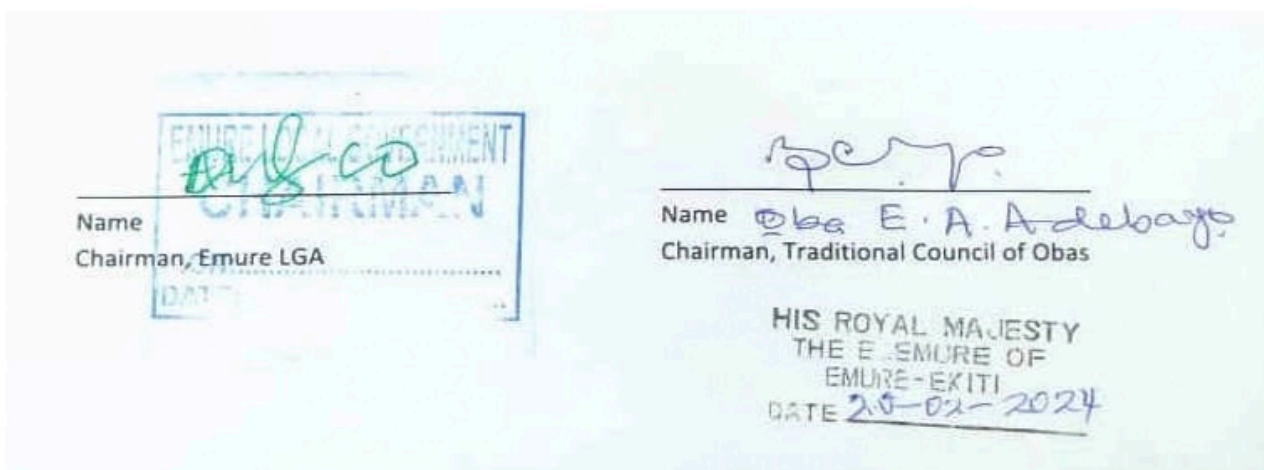 EMURE LOCAL GOVERNMENT
CHAIRMAN
Name
Chairman, Emure LGA
DATE
Name Oba E. A. Adebayo
Chairman, Traditional Council of Obas
HIS ROYAL MAJESTY
THE E EMURE OF
EMURE-EKITI
DATE 20-02-2024